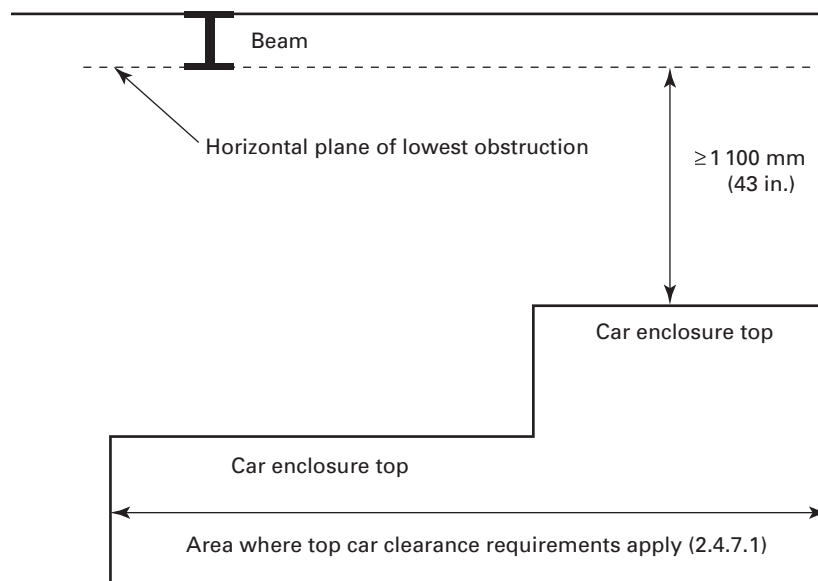 Beam
Horizontal plane of lowest obstruction
≥1 100 mm
(43 in.)
Car enclosure top
Car enclosure top
Area where top car clearance requirements apply (2.4.7.1)